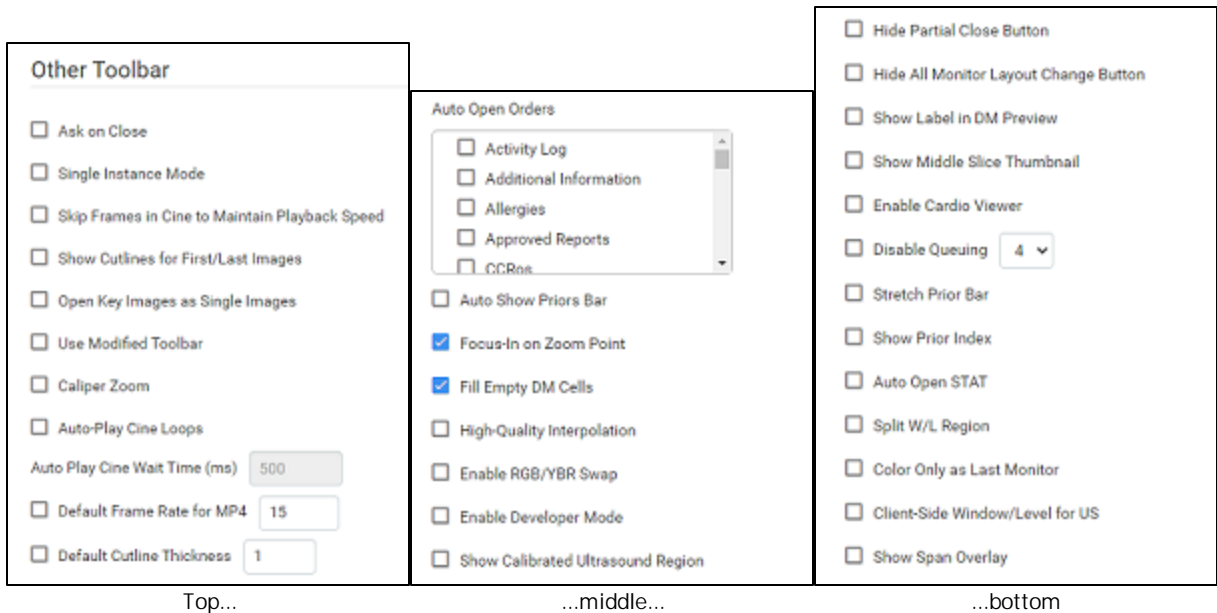 Other Toolbar
Ask on Close
Single Instance Mode
Skip Frames in Cine to Maintain Playback Speed
Show Cutlines for First/Last Images
Open Key Images as Single Images
Use Modified Toolbar
Caliper Zoom
Auto-Play Cine Loops
Auto Play Cine Wait Time (ms) 500
Default Frame Rate for MP4 15
Default Cutline Thickness 1
Top...
Auto Open Orders
Activity Log
Additional Information
Allergies
Approved Reports
CCRps
Auto Show Priors Bar
Focus-In on Zoom Point
Fill Empty DM Cells
High-Quality Interpolation
Enable RGB/YBR Swap
Enable Developer Mode
Show Calibrated Ultrasound Region
...middle...
Hide Partial Close Button
Hide All Monitor Layout Change Button
Show Label in DM Preview
Show Middle Slice Thumbnail
Enable Cardio Viewer
Disable Queuing 4
Stretch Prior Bar
Show Prior Index
Auto Open STAT
Split W/L Region
Color Only as Last Monitor
Client-Side Window/Level for US
Show Span Overlay
...bottom